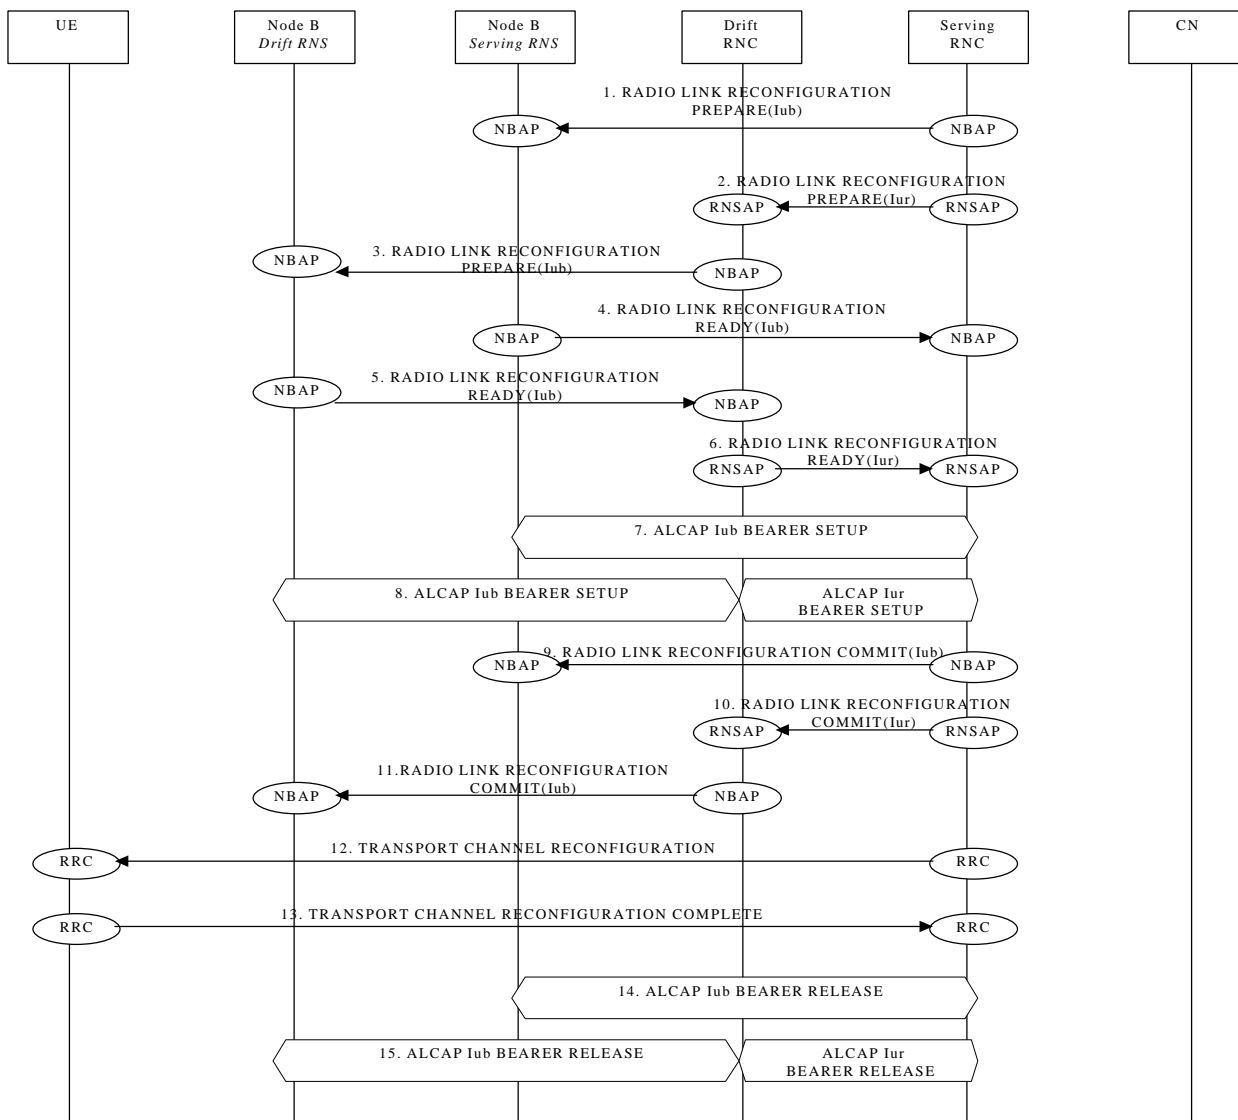 UE
Node B
Drift RNS
Node B
Serving RNS
Drift
RNC
Serving
RNC
CN
1. RADIO LINK RECONFIGURATION
PREPARE(Iub)
NBAP
NBAP
2. RADIO LINK RECONFIGURATION
PREPARE(Iur)
RNSAP
RNSAP
3. RADIO LINK RECONFIGURATION
PREPARE(Iub)
NBAP
NBAP
4. RADIO LINK RECONFIGURATION
READY(Iub)
NBAP
NBAP
5. RADIO LINK RECONFIGURATION
READY(Iub)
NBAP
NBAP
6. RADIO LINK RECONFIGURATION
READY(Iur)
RNSAP
RNSAP
7. ALCAP Iub BEARER SETUP
8. ALCAP Iub BEARER SETUP
ALCAP Iur
BEARER SETUP
9. RADIO LINK RECONFIGURATION COMMIT(Iub)
NBAP
NBAP
10. RADIO LINK RECONFIGURATION
COMMIT(Iur)
RNSAP
RNSAP
11.RADIO LINK RECONFIGURATION
COMMIT(Iub)
NBAP
NBAP
12. TRANSPORT CHANNEL RECONFIGURATION
RRC
RRC
13. TRANSPORT CHANNEL RECONFIGURATION COMPLETE
RRC
RRC
14. ALCAP Iub BEARER RELEASE
15. ALCAP Iub BEARER RELEASE
ALCAP Iur
BEARER RELEASE